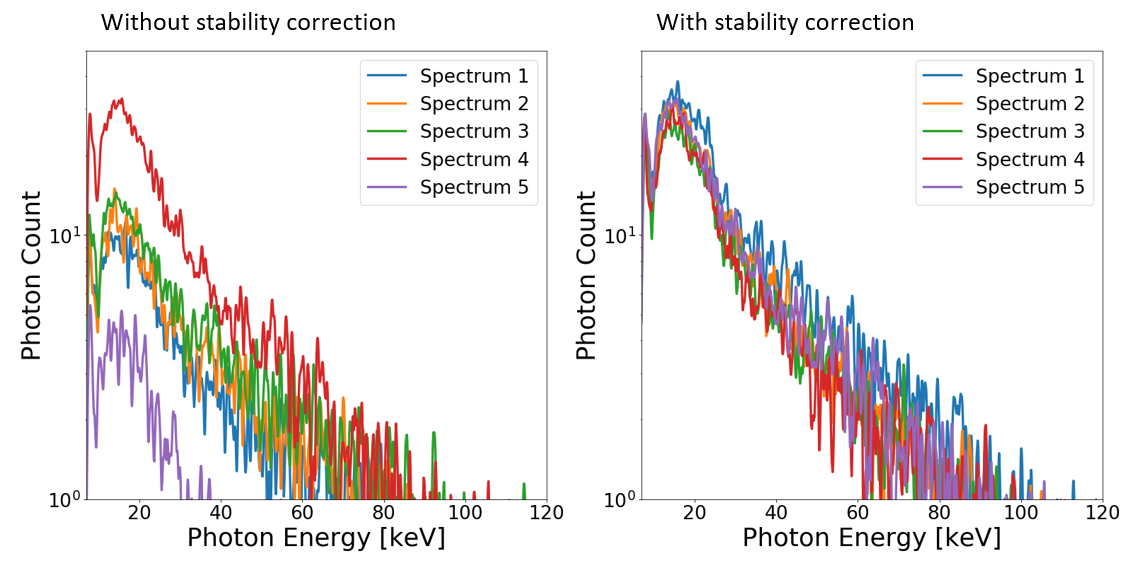 Without stability correction
Spectrum 1
Spectrum 2
Spectrum 3
Spectrum 4
Spectrum 5
Photon Count
10¹
10⁰
20 40 60 80 100 120
Photon Energy [keV]
With stability correction
Spectrum 1
Spectrum 2
Spectrum 3
Spectrum 4
Spectrum 5
Photon Count
10¹
10⁰
20 40 60 80 100 120
Photon Energy [keV]